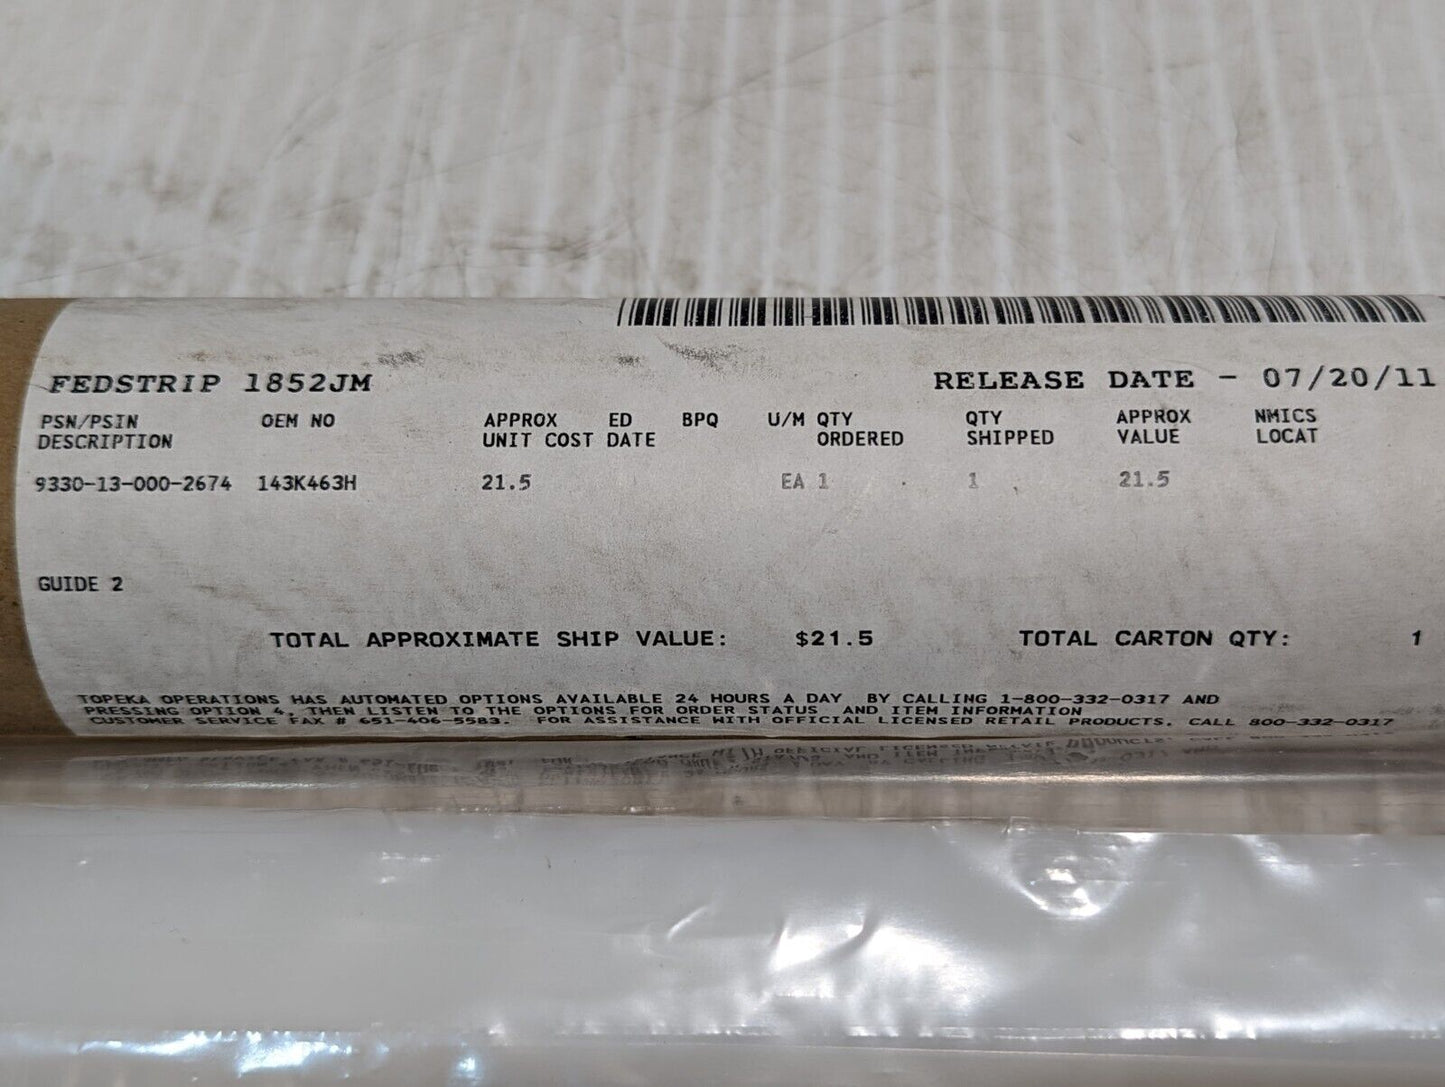 FEDSTRIP 1852JM RELEASE DATE - 07/20/11
PSN/PSIN OEM NO APPROX ED BPQ U/M QTY QTY APPROX NMICS
DESCRIPTION UNIT COST DATE ORDERED SHIPPED VALUE LOCAT
9330-13-000-2674 143K463H 21.5 EA 1 1 21.5
GUIDE 2
TOTAL APPROXIMATE SHIP VALUE: $21.5 TOTAL CARTON QTY: 1
TOPEKA OPERATIONS HAS AUTOMATED OPTIONS AVAILABLE 24 HOURS A DAY BY CALLING 1-800-332-0317 AND
PRESSING OPTION 4, THEN LISTEN TO THE OPTIONS FOR ORDER STATUS AND ITEM INFORMATION
CUSTOMER SERVICE FAX # 651-406-5583. FOR ASSISTANCE WITH OFFICIAL LICENSED RETAIL PRODUCTS, CALL 800-332-0317